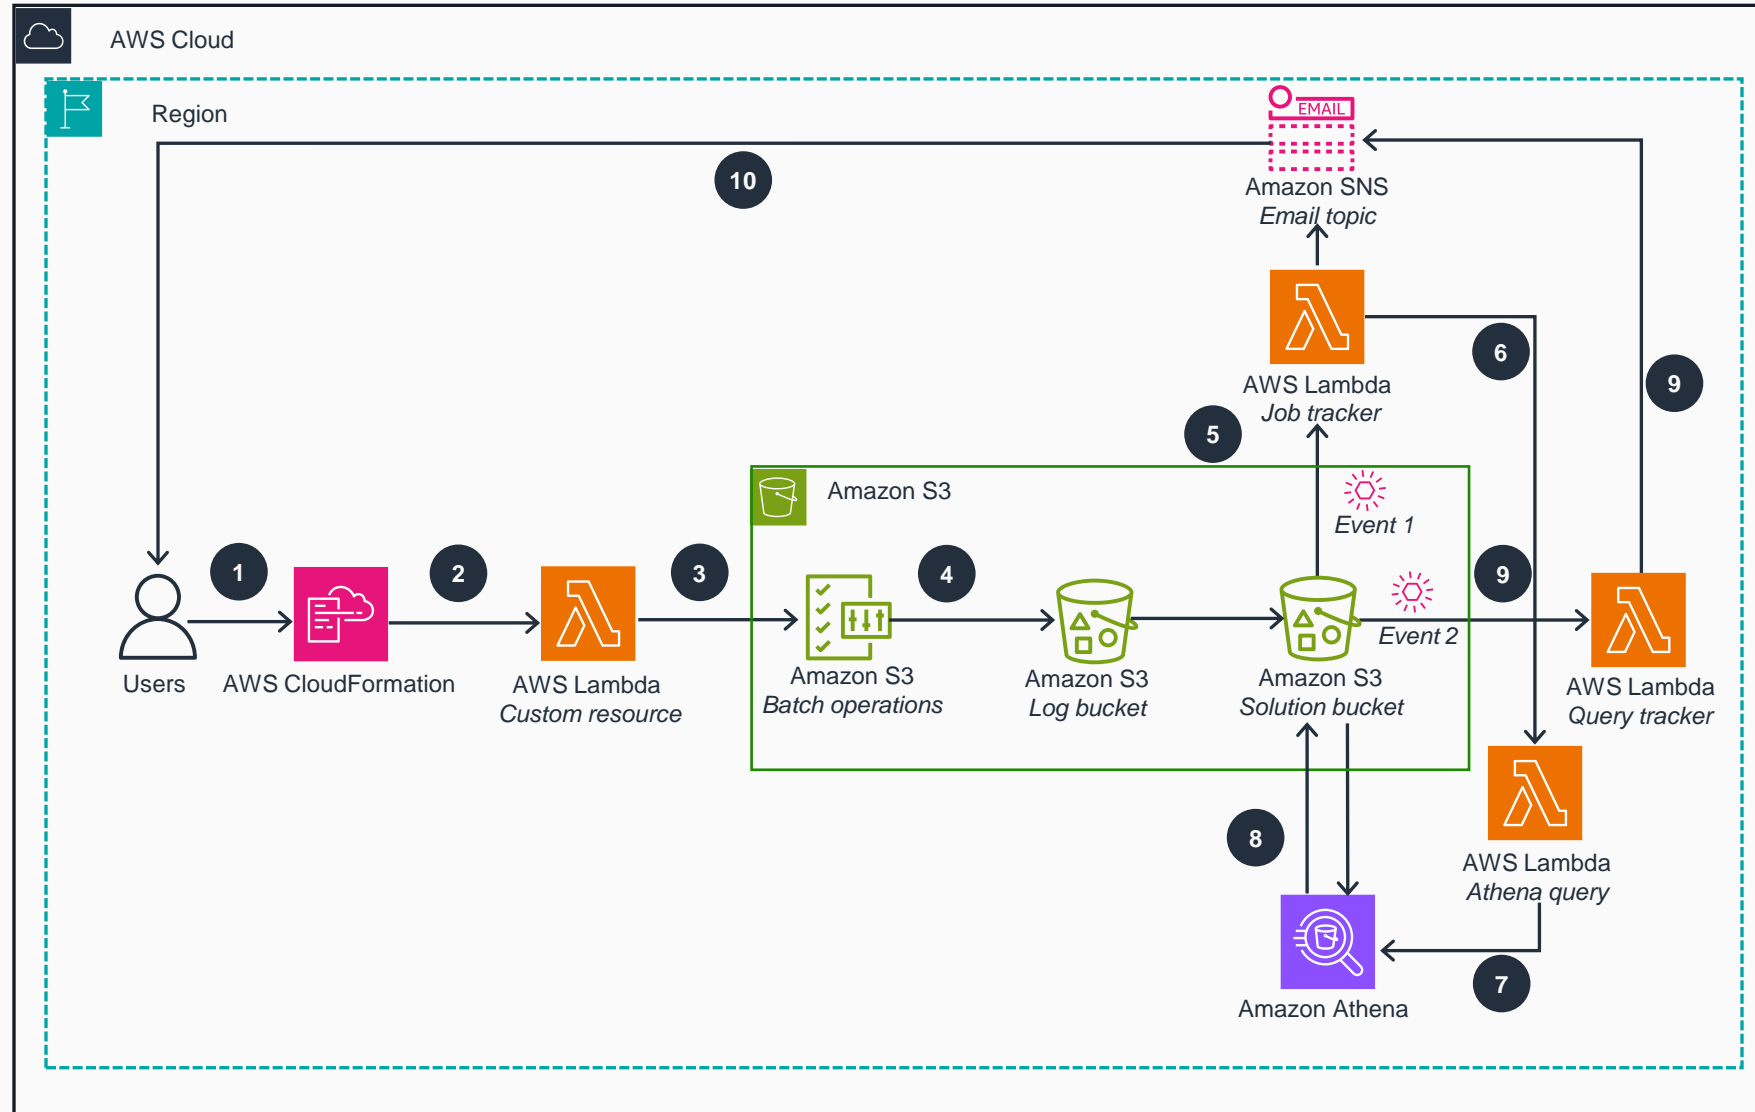 AWS Cloud
Region
EMAIL
Amazon SNS
Email topic
10
AWS Lambda
Job tracker
6
9
5
Amazon S3
Event 1
1
2
3
4
9
Event 2
Users
AWS CloudFormation
AWS Lambda
Custom resource
Amazon S3
Batch operations
Amazon S3
Log bucket
Amazon S3
Solution bucket
AWS Lambda
Query tracker
8
AWS Lambda
Athena query
7
Amazon Athena